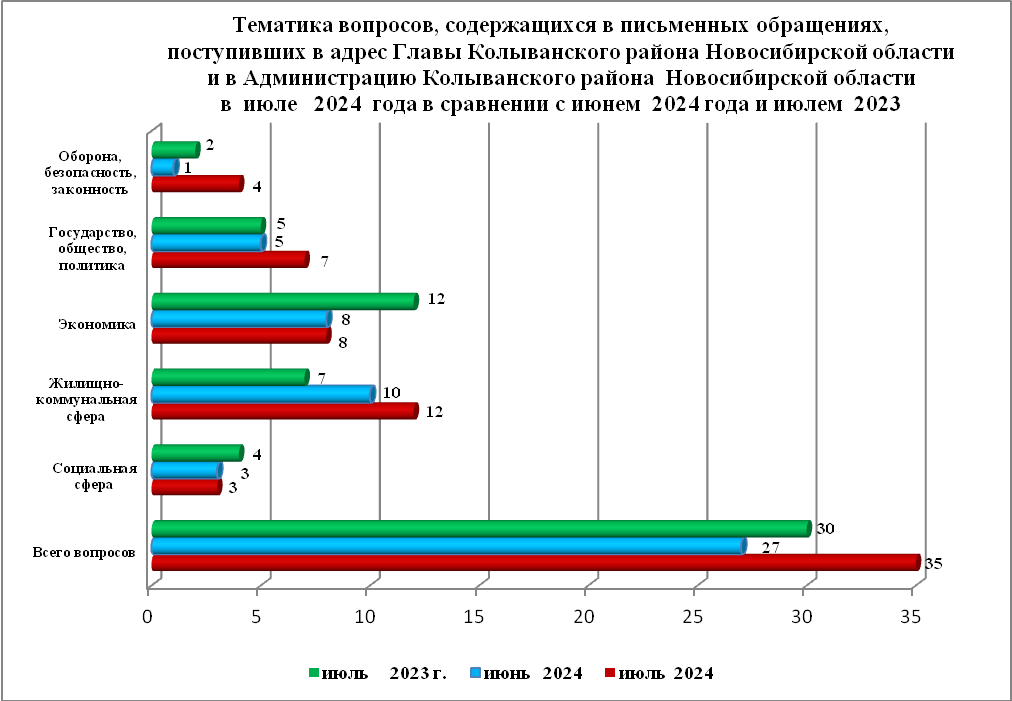 Тематика вопросов, содержащихся в письменных обращениях,
поступивших в адрес Главы Колыванского района Новосибирской области
и в Администрацию Колыванского района Новосибирской области
в июле 2024 года в сравнении с июнем 2024 года и июлем 2023
Оборона,
безопасность,
законность
2
1
4
Государство,
общество,
политика
5
5
7
Экономика
12
8
8
Жилищно-
коммунальная
сфера
7
10
12
Социальная
сфера
4
3
3
Всего вопросов
30
27
35
0 5 10 15 20 25 30 35
июль 2023 г. июнь 2024 июль 2024